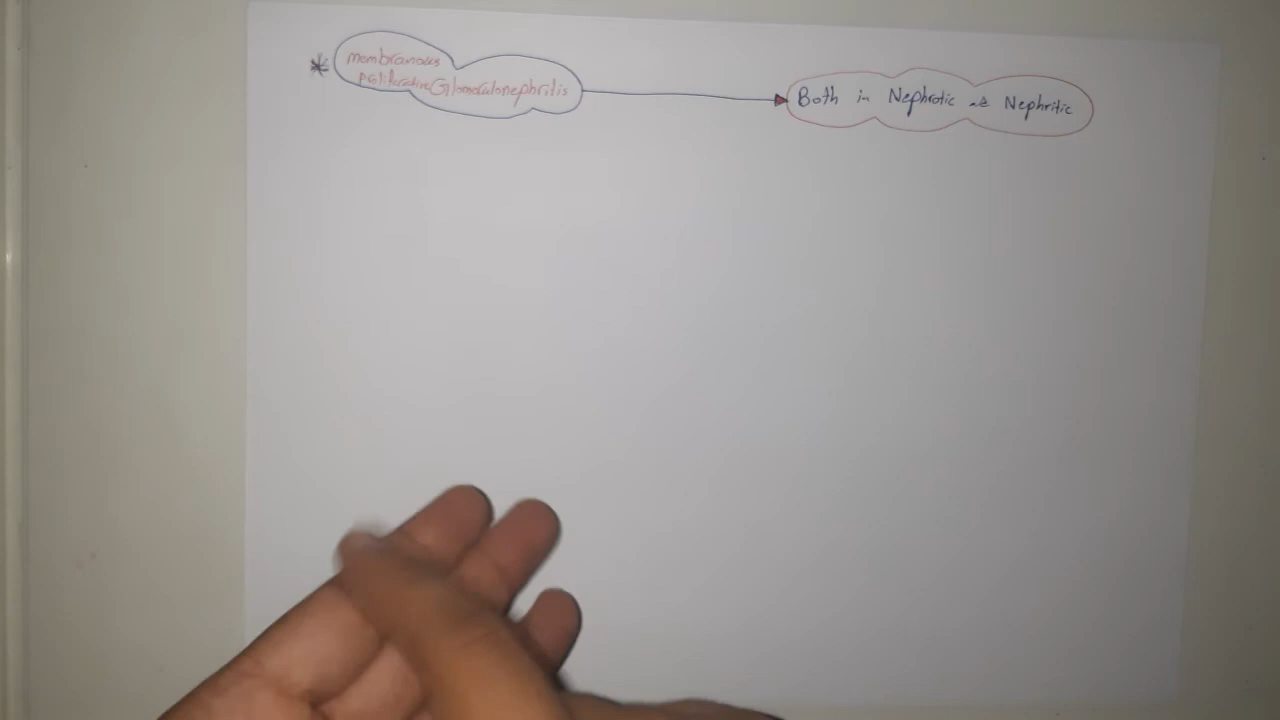 * membranous
Proliferative Glomerulonephritis
Both in Nephrotic Nephritic